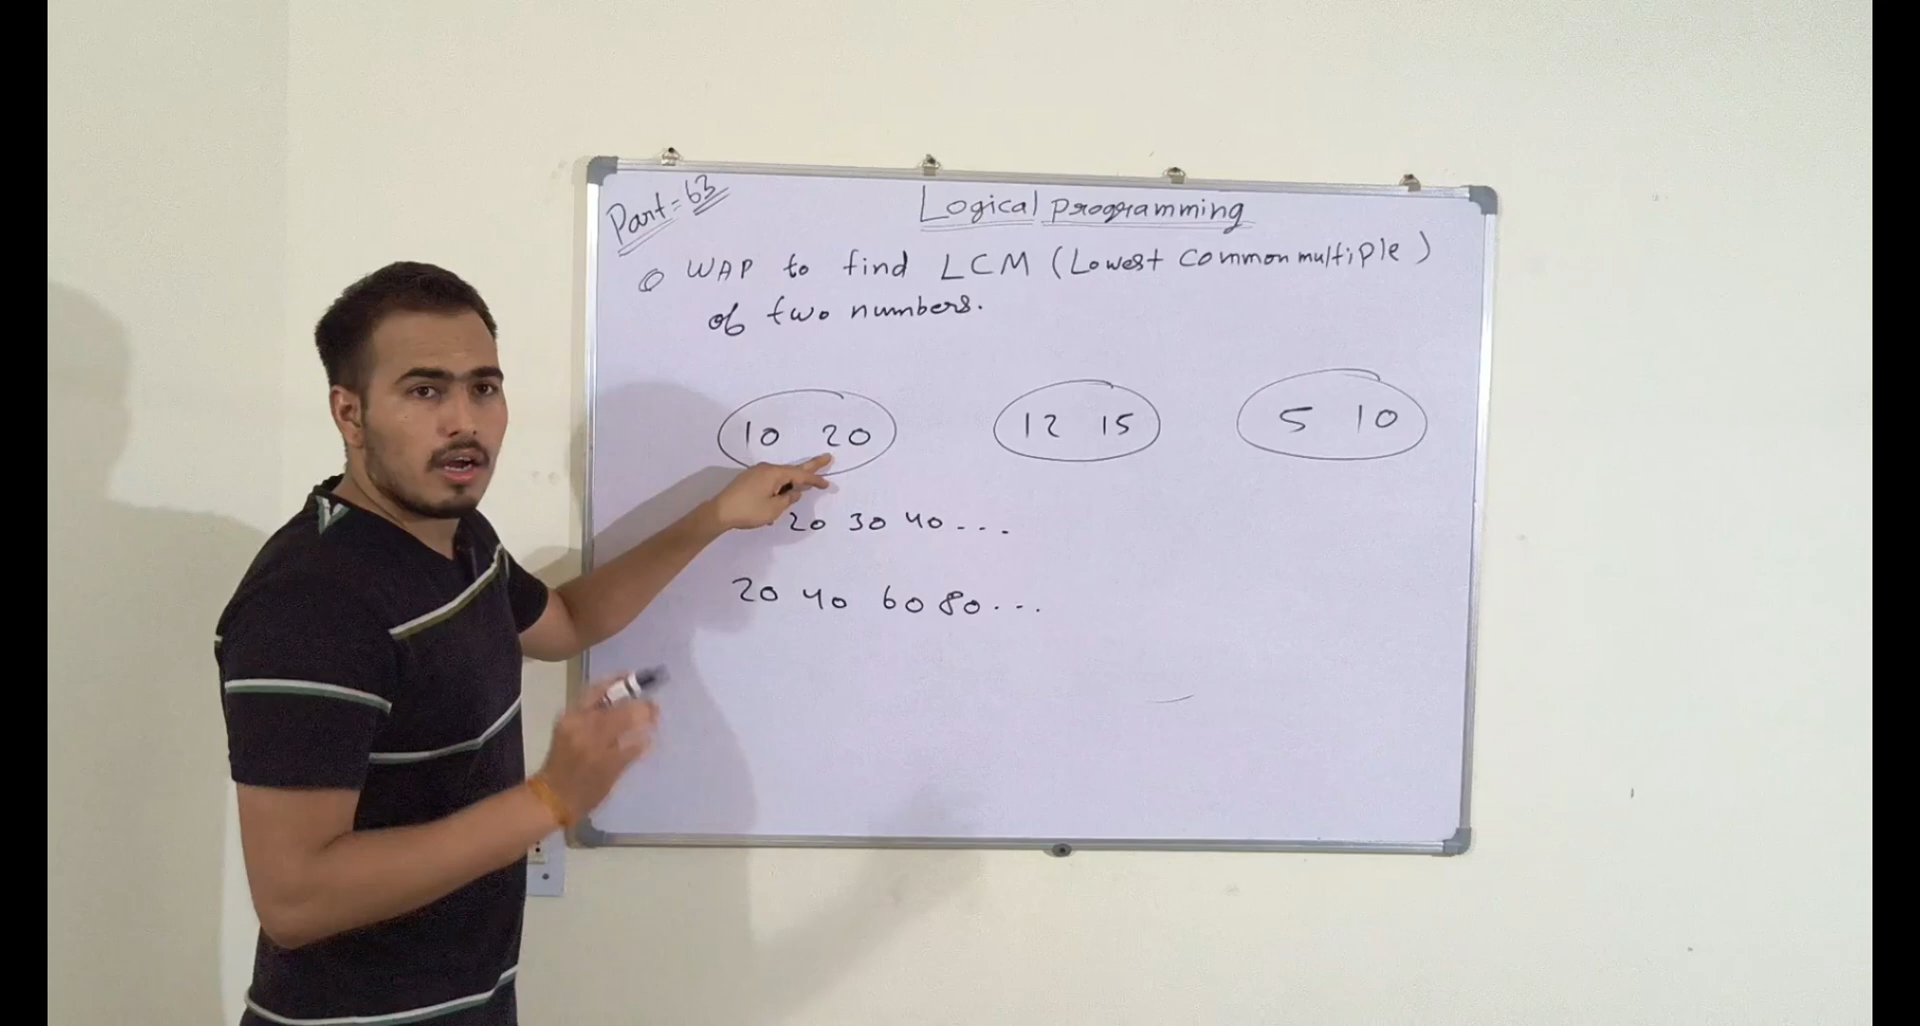 Part=63
Logical programming
WAP to find LCM (Lowest Common multiple)
of two numbers.
10 20 12 15 5 10
20 30 40 - - -
20 40 60 80 . . .